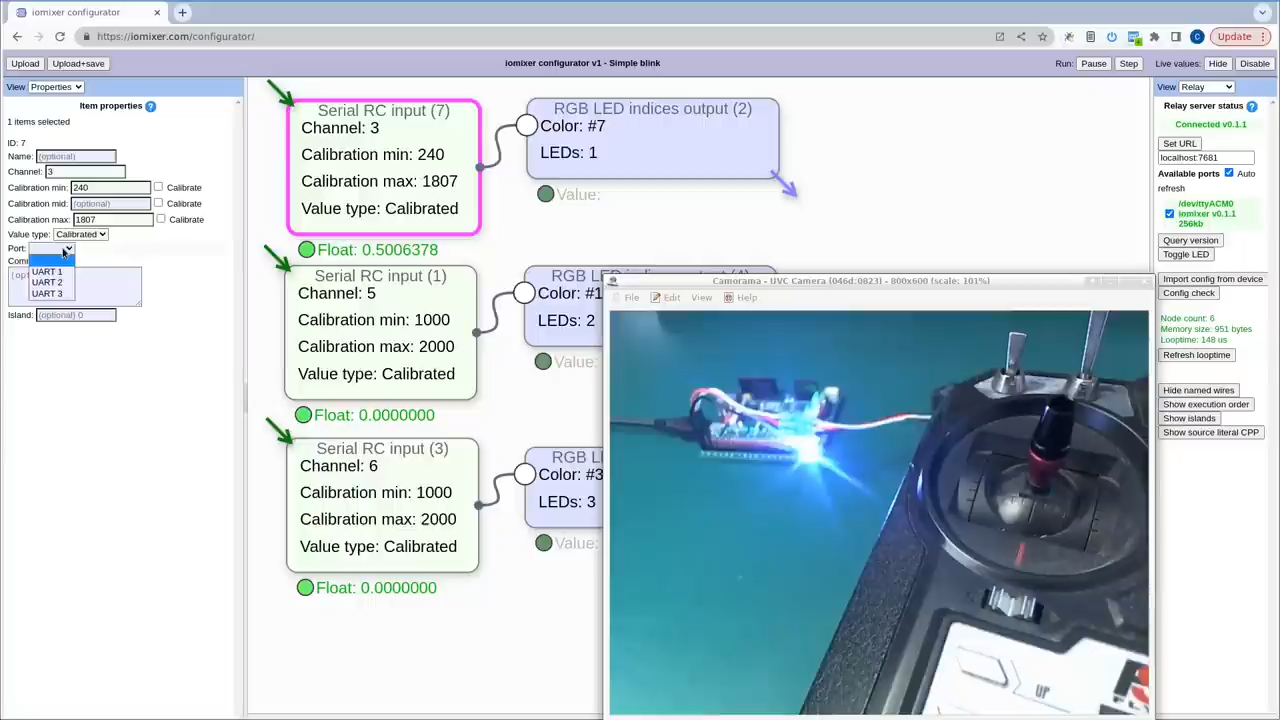 iomixer configurator
https://iomixer.com/configurator/
C
Update
Upload
Upload+save
iomixer configurator v1 - Simple blink
Run:
Pause
Step
Live values:
Hide
Disable
View
Properties
Item properties
?
1 items selected
ID: 7
Name:
(optional)
Channel:
3
Calibration min:
240
Calibrate
Calibration mid:
(optional)
Calibrate
Calibration max:
1807
Calibrate
Value type:
Calibrated
Port:
UART 1
UART 2
UART 3
Island:
(optional) 0
Serial RC input (7)
Channel: 3
Calibration min: 240
Calibration max: 1807
Value type: Calibrated
Float: 0.5006378
RGB LED indices output (2)
Color: #7
LEDs: 1
Value:
Serial RC input (1)
Channel: 5
Calibration min: 1000
Calibration max: 2000
Value type: Calibrated
Float: 0.0000000
Color: #1
LEDs: 2
Value:
Serial RC input (3)
Channel: 6
Calibration min: 1000
Calibration max: 2000
Value type: Calibrated
Float: 0.0000000
Color: #3
LEDs: 3
Value:
Camorama - UVC Camera (046d:0823) - 800x600 (scale: 101%)
File
Edit
View
Help
UP
View
Relay
Relay server status
?
Connected v0.1.1
Set URL
localhost:7681
Available ports
Auto
refresh
/dev/ttyACM0
iomixer v0.1.1
256kb
Query version
Toggle LED
Import config from device
Config check
Node count: 6
Memory size: 951 bytes
Looptime: 148 us
Refresh looptime
Hide named wires
Show execution order
Show islands
Show source literal CPP